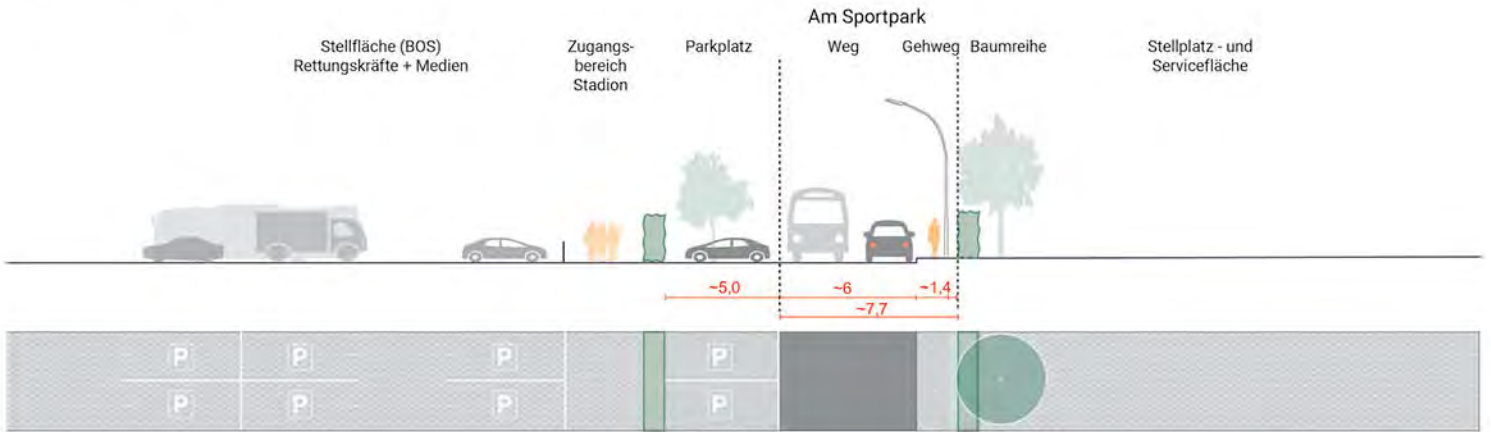 Am Sportpark
Stellfläche (BOS)
Rettungskräfte + Medien
Zugangs-
bereich
Stadion
Parkplatz
Weg
Gehweg
Baumreihe
Stellplatz - und
Servicefläche
~5,0
~6
~1,4
~7,7
P
P
P
P
P
P
P
P